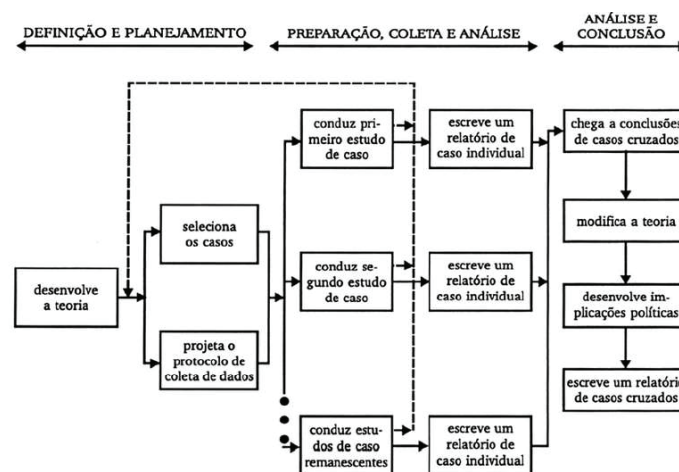 DEFINIÇÃO E PLANEJAMENTO
PREPARAÇÃO, COLETA E ANÁLISE
ANÁLISE E
CONCLUSÃO
desenvolve
a teoria
seleciona
os casos
projeta o
protocolo de
coleta de dados
conduz pri-
meiro estudo
de caso
escreve um
relatório de
caso individual
conduz se-
gundo estudo
de caso
escreve um
relatório de
caso individual
conduz estu-
dos de caso
remanescentes
escreve um
relatório de
caso individual
chega a conclusões
de casos cruzados
modifica a teoria
desenvolve im-
plicações políticas
escreve um relatório
de casos cruzados